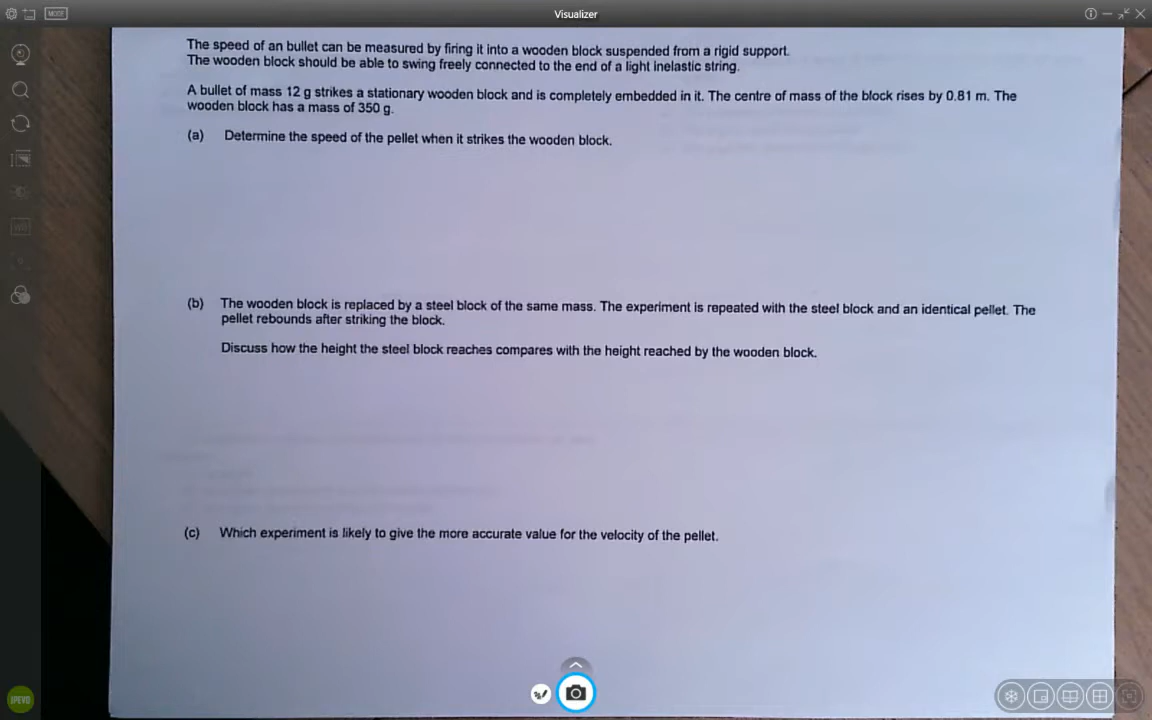 MODE
Visualizer
The speed of an bullet can be measured by firing it into a wooden block suspended from a rigid support.
The wooden block should be able to swing freely connected to the end of a light inelastic string.
A bullet of mass 12 g strikes a stationary wooden block and is completely embedded in it. The centre of mass of the block rises by 0.81 m. The
wooden block has a mass of 350 g.
(a) Determine the speed of the pellet when it strikes the wooden block.
(b) The wooden block is replaced by a steel block of the same mass. The experiment is repeated with the steel block and an identical pellet. The
pellet rebounds after striking the block.
Discuss how the height the steel block reaches compares with the height reached by the wooden block.
(c) Which experiment is likely to give the more accurate value for the velocity of the pellet.
IPEVO